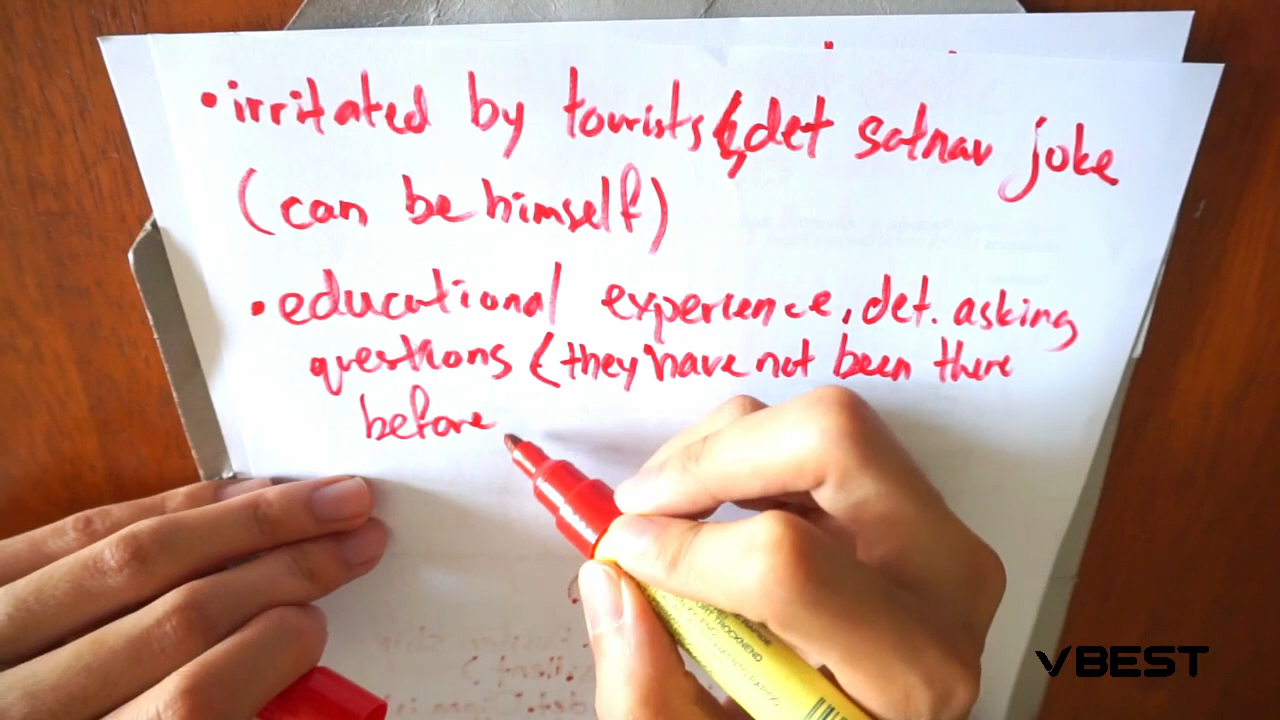 • irritated by tourists, det satnav joke
(can be himself)
• educational experience, det. asking
questions (they have not been there
before
TROCKNEND
VBEST